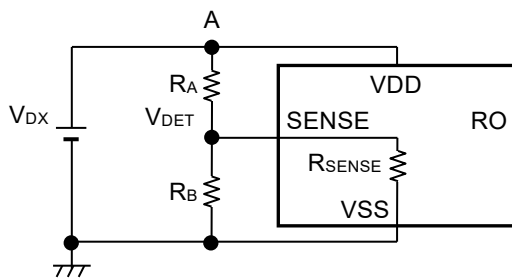 A
RA
VDD
VDX
VDET
SENSE
RO
RSENSE
RB
VSS